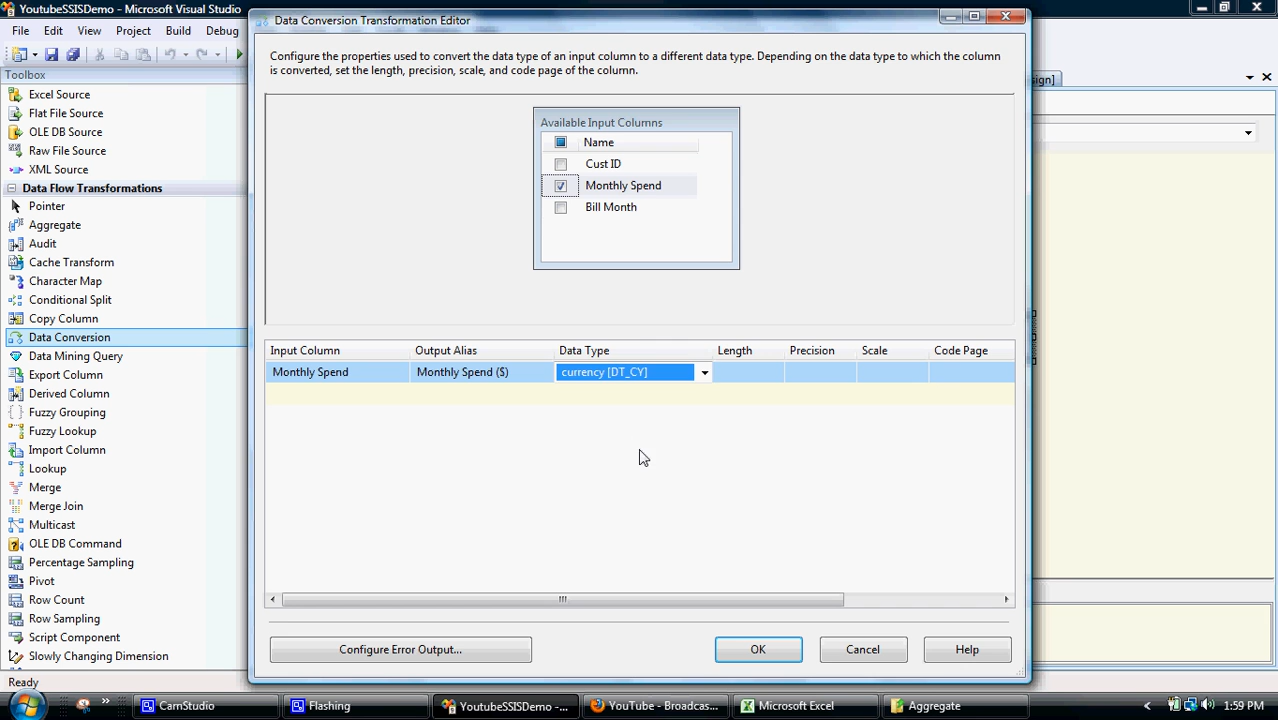 YoutubeSSISDemo - Microsoft Visual Studio
File Edit View Project Build Debug
Toolbox
Excel Source
Flat File Source
OLE DB Source
Raw File Source
XML Source
Data Flow Transformations
Pointer
Aggregate
Audit
Cache Transform
Character Map
Conditional Split
Copy Column
Data Conversion
Data Mining Query
Export Column
Derived Column
Fuzzy Grouping
Fuzzy Lookup
Import Column
Lookup
Merge
Merge Join
Multicast
OLE DB Command
Percentage Sampling
Pivot
Row Count
Row Sampling
Script Component
Slowly Changing Dimension
Ready
Data Conversion Transformation Editor
Configure the properties used to convert the data type of an input column to a different data type. Depending on the data type to which the column
is converted, set the length, precision, scale, and code page of the column.
Available Input Columns
Name
Cust ID
Monthly Spend
Bill Month
Input Column Output Alias Data Type Length Precision Scale Code Page
Monthly Spend Monthly Spend ($) currency [DT_CY]
Configure Error Output... OK Cancel Help
sign]
CamStudio Flashing YoutubeSSISDemo -... YouTube - Broadcas... Microsoft Excel Aggregate 1:59 PM